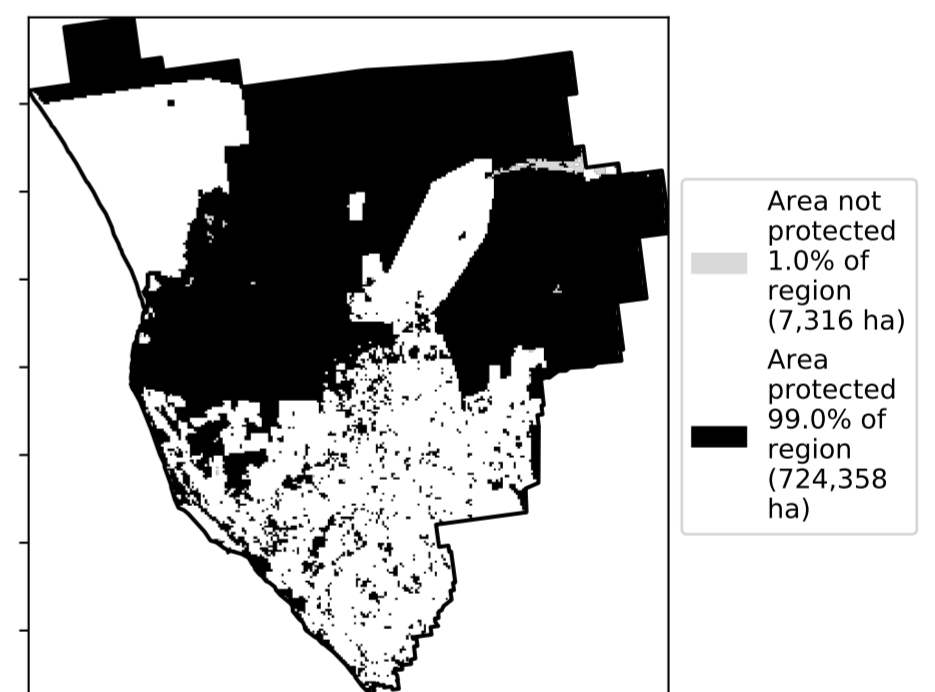 Area not
protected
1.0% of
region
(7,316 ha)
Area
protected
99.0% of
region
(724,358
ha)